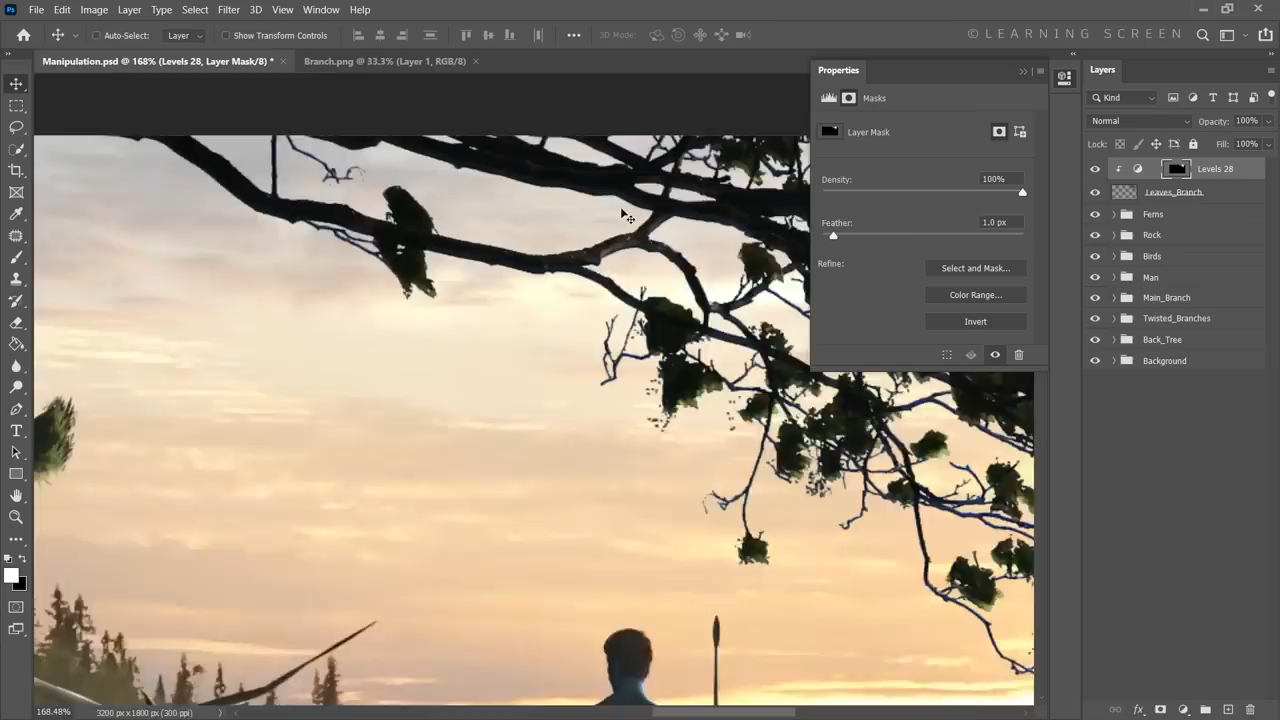 Ps File Edit Image Layer Type Select Filter 3D View Window Help
Auto-Select: Layer Show Transform Controls 3D Mode: ©LEARNING SCREEN
Manipulation.psd @ 168% (Levels 28, Layer Mask/8) * × Branch.png @ 33.3% (Layer 1, RGB/8) ×
Properties
Masks
Layer Mask
Density: 100%
Feather: 1.0 px
Refine:
Select and Mask...
Color Range...
Invert
Layers
Kind
Normal Opacity: 100%
Lock: Fill: 100%
Levels 28
Leaves_Branch
Ferns
Rock
Birds
Man
Main_Branch
Twisted_Branches
Back_Tree
Background
168.48% 3200 px x 1800 px (300 ppi)